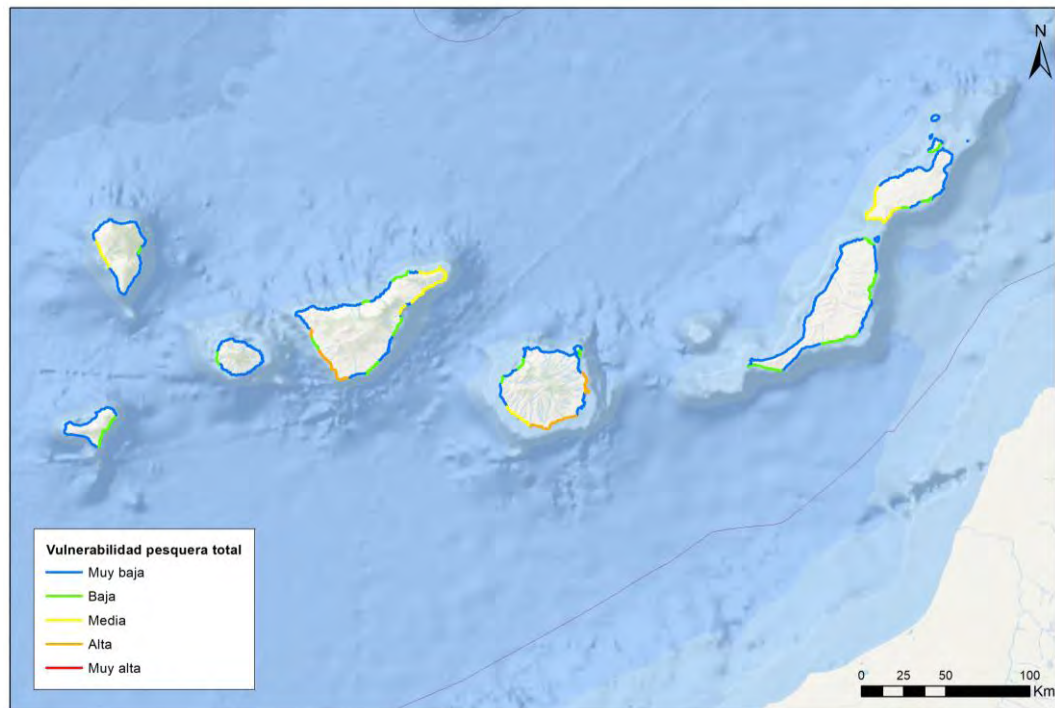 N
Vulnerabilidad pesquera total
Muy baja
Baja
Media
Alta
Muy alta
0 25 50 100
Km